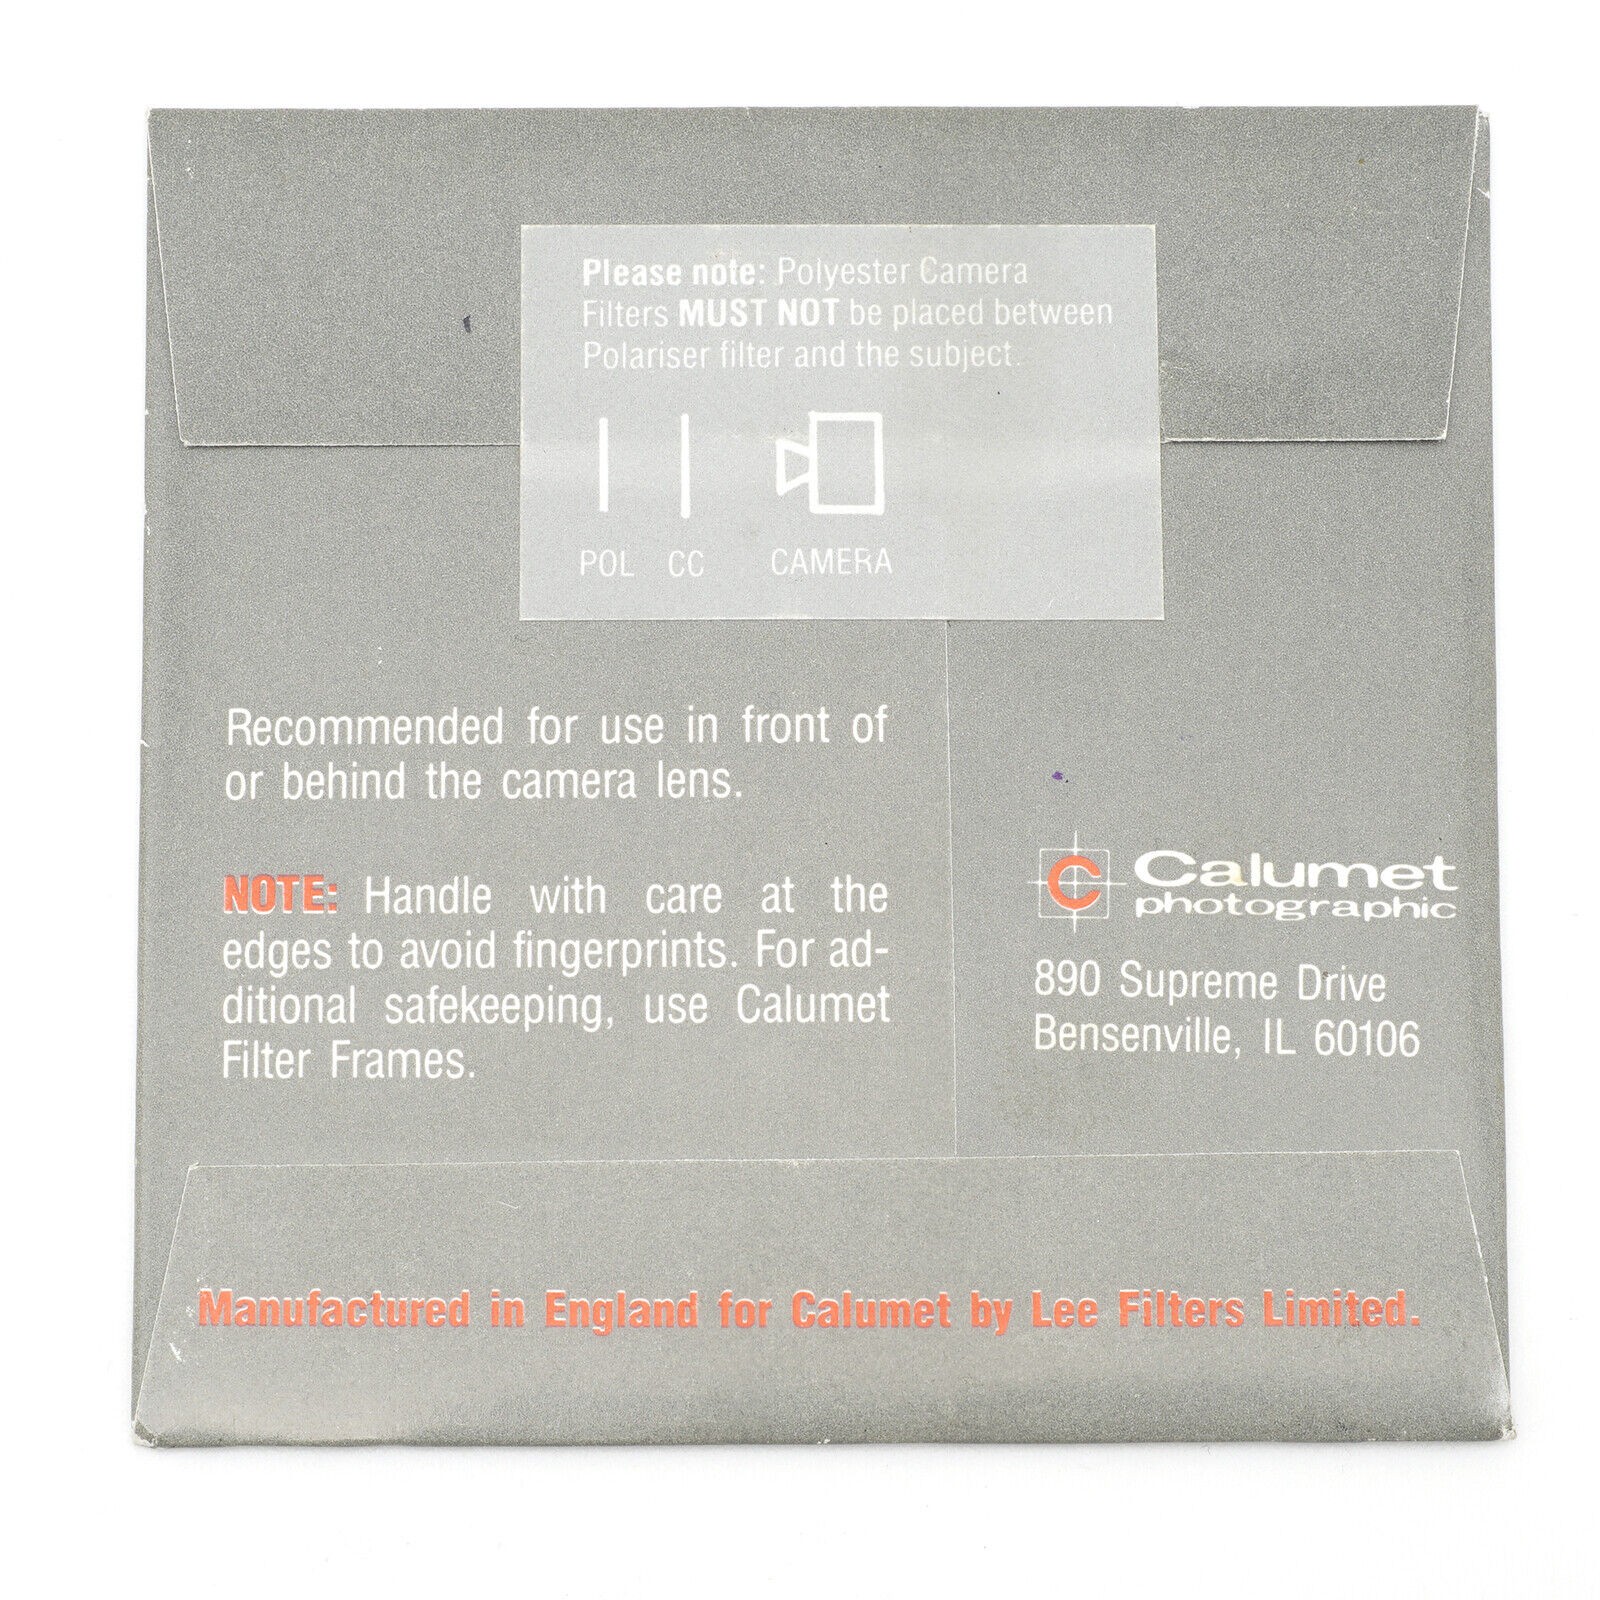 Please note: Polyester Camera
Filters MUST NOT be placed between
Polariser filter and the subject.
POL CC CAMERA
Recommended for use in front of
or behind the camera lens.
NOTE: Handle with care at the
edges to avoid fingerprints. For ad-
ditional safekeeping, use Calumet
Filter Frames.
C Calumet
photographic
890 Supreme Drive
Bensenville, IL 60106
Manufactured in England for Calumet by Lee Filters Limited.